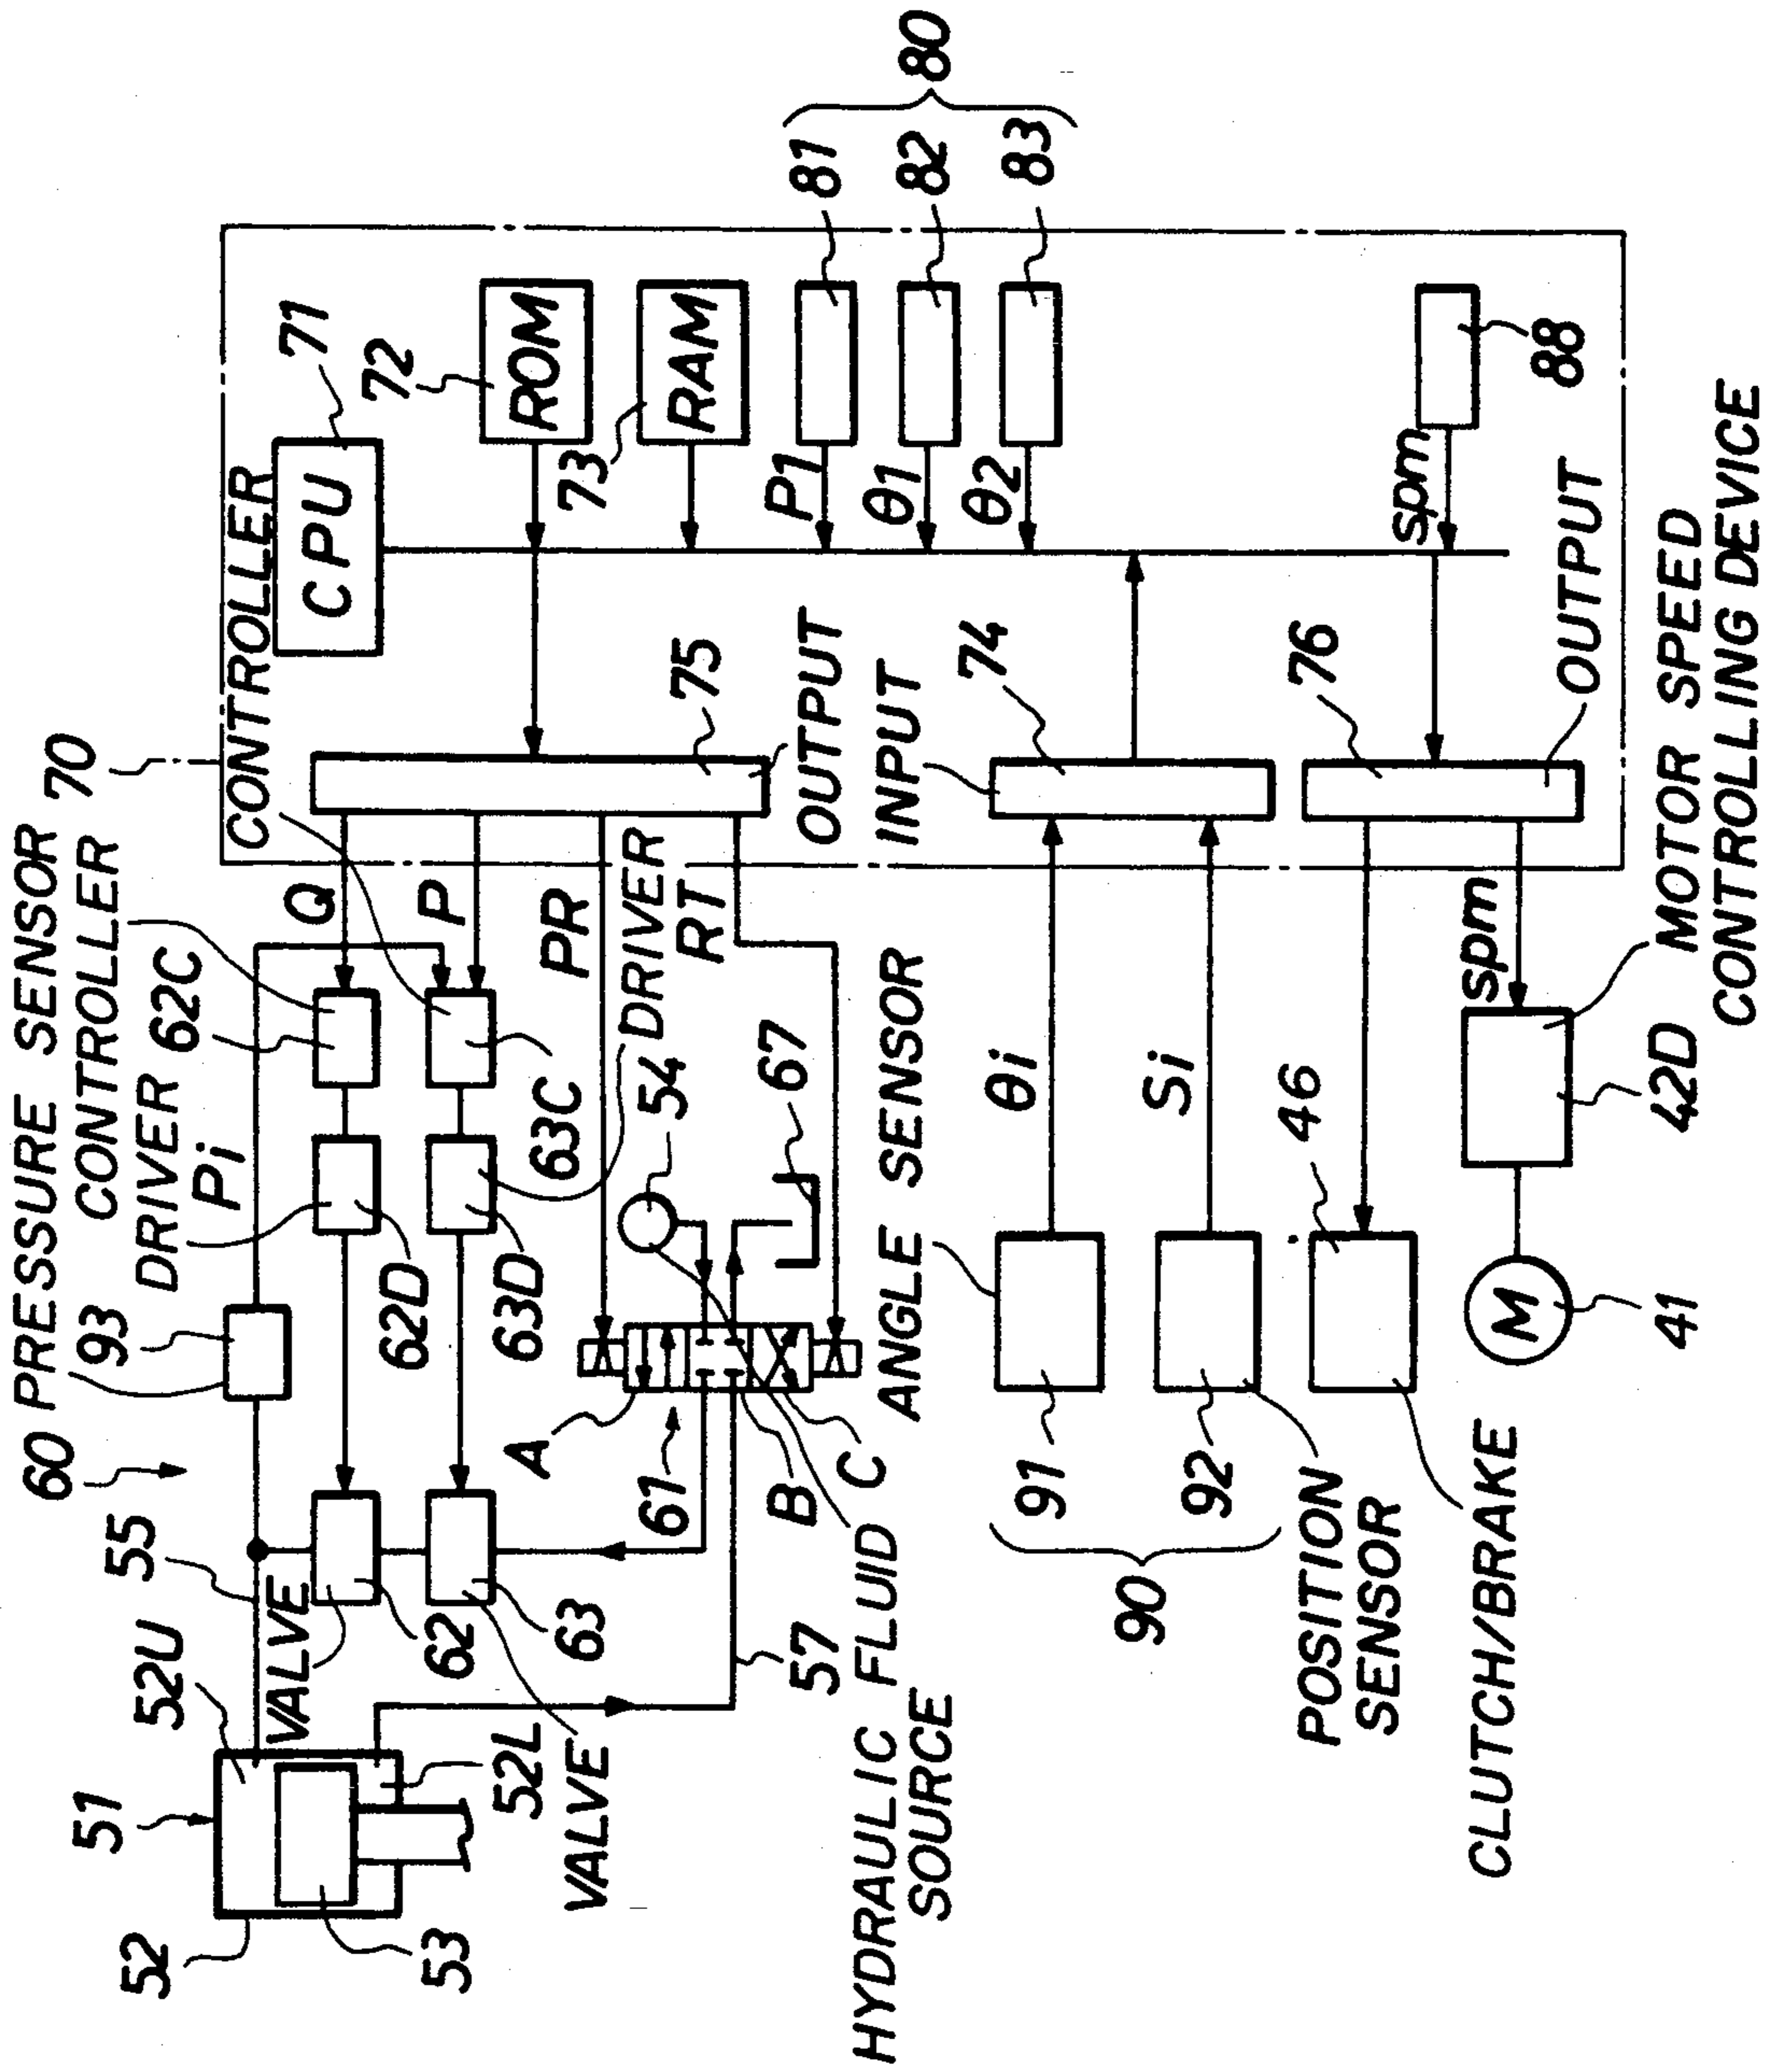 51
52
52U
53
52L
VALVE
55
VALVE
62
63
57
60
PRESSURE SENSOR
93
CONTROLLER
DRIVER
Pi
62C
62D
63D
63C
70
CONTROLLER
Q
P
PR
DRIVER
RT
54
67
A
61
B
C
HYDRAULIC FLUID
SOURCE
CPU
71
72
ROM
73
RAM
75
OUTPUT
INPUT
74
76
OUTPUT
P1
θ1
θ2
81
82
83
80
spm
88
ANGLE SENSOR
θi
Si
91
92
90
POSITION
SENSOR
46
CLUTCH/BRAKE
spm
M
41
42D
MOTOR SPEED
CONTROLLING DEVICE